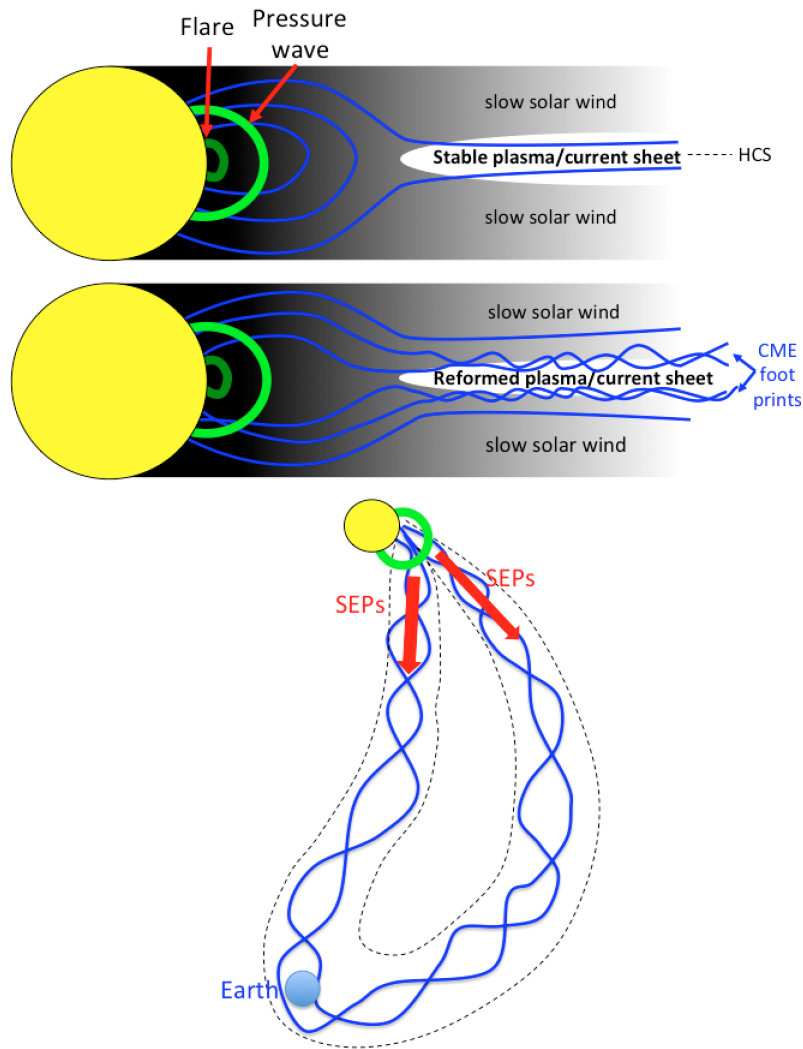 Flare
Pressure
wave
slow solar wind
Stable plasma/current sheet
HCS
slow solar wind
slow solar wind
CME
foot
prints
Reformed plasma/current sheet
slow solar wind
SEPs
SEPs
Earth